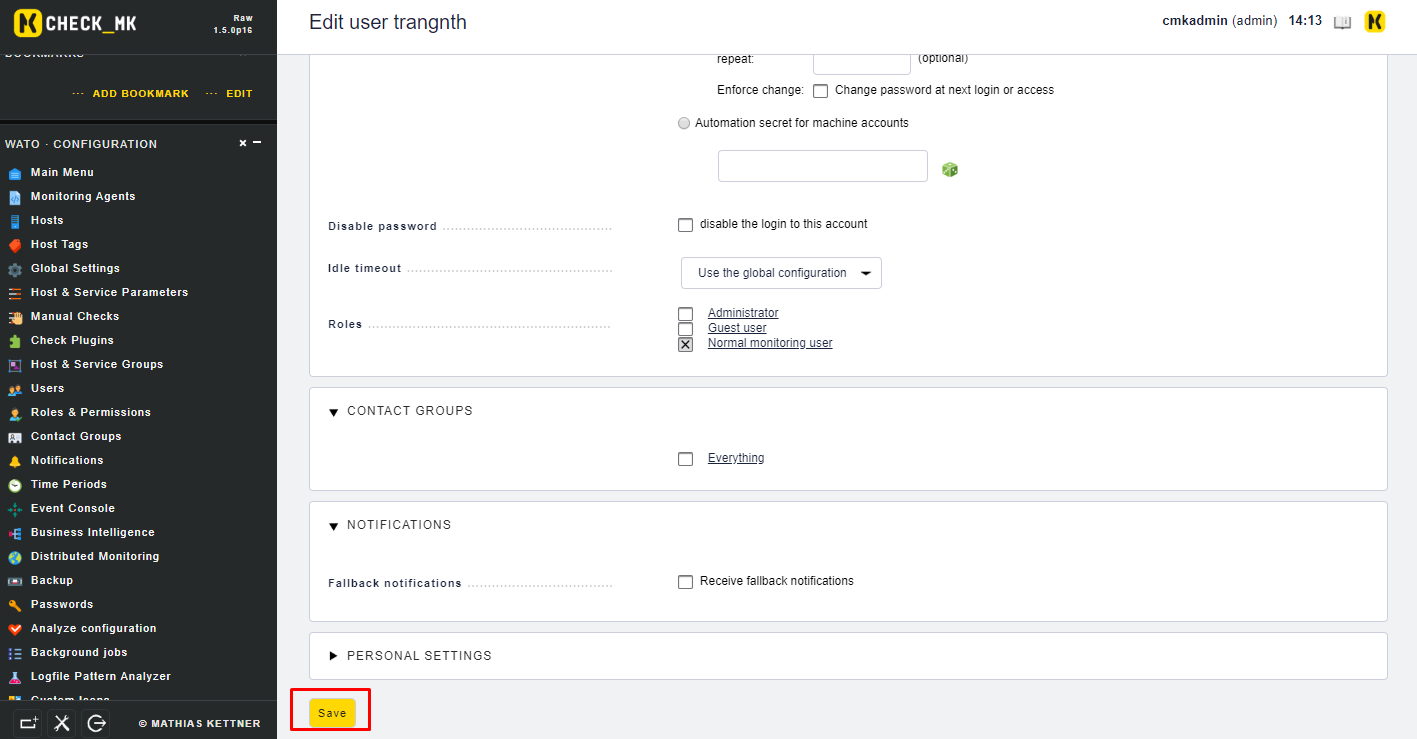 CHECK_MK
Raw
1.5.0p16
Edit user trangnth
cmkadmin (admin) 14:13
BOOKMARKS
··· ADD BOOKMARK ··· EDIT
WATO · CONFIGURATION
Main Menu
Monitoring Agents
Hosts
Host Tags
Global Settings
Host & Service Parameters
Manual Checks
Check Plugins
Host & Service Groups
Users
Roles & Permissions
Contact Groups
Notifications
Time Periods
Event Console
Business Intelligence
Distributed Monitoring
Backup
Passwords
Analyze configuration
Background jobs
Logfile Pattern Analyzer
Custom Icons
© MATHIAS KETTNER
repeat: (optional)
Enforce change: Change password at next login or access
Automation secret for machine accounts
Disable password disable the login to this account
Idle timeout Use the global configuration
Roles Administrator
Guest user
Normal monitoring user
CONTACT GROUPS
Everything
NOTIFICATIONS
Fallback notifications Receive fallback notifications
PERSONAL SETTINGS
Save